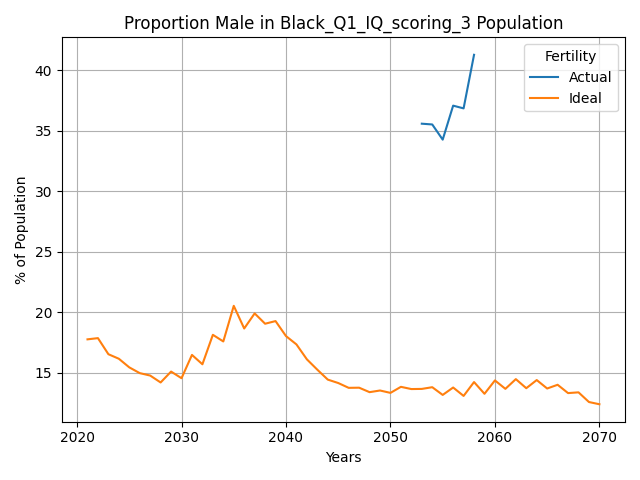 Proportion Male in Black_Q1_IQ_scoring_3 Population
Fertility
Actual
Ideal
% of Population
40
35
30
25
20
15
2020 2030 2040 2050 2060 2070
Years